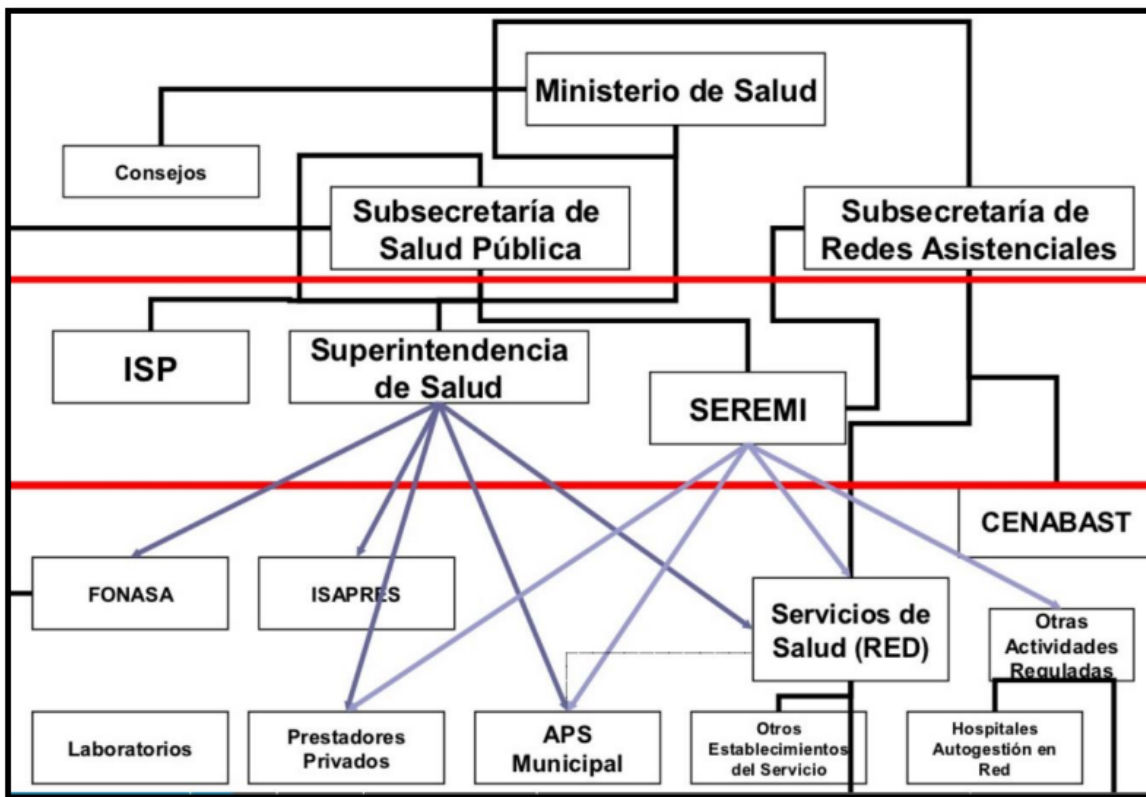 Ministerio de Salud
Consejos
Subsecretaría de
Salud Pública
Subsecretaría de
Redes Asistenciales
ISP
Superintendencia
de Salud
SEREMI
CENABAST
FONASA
ISAPRES
Servicios de
Salud (RED)
Otras
Actividades
Reguladas
Laboratorios
Prestadores
Privados
APS
Municipal
Otros
Establecimientos
del Servicio
Hospitales
Autogestión en
Red